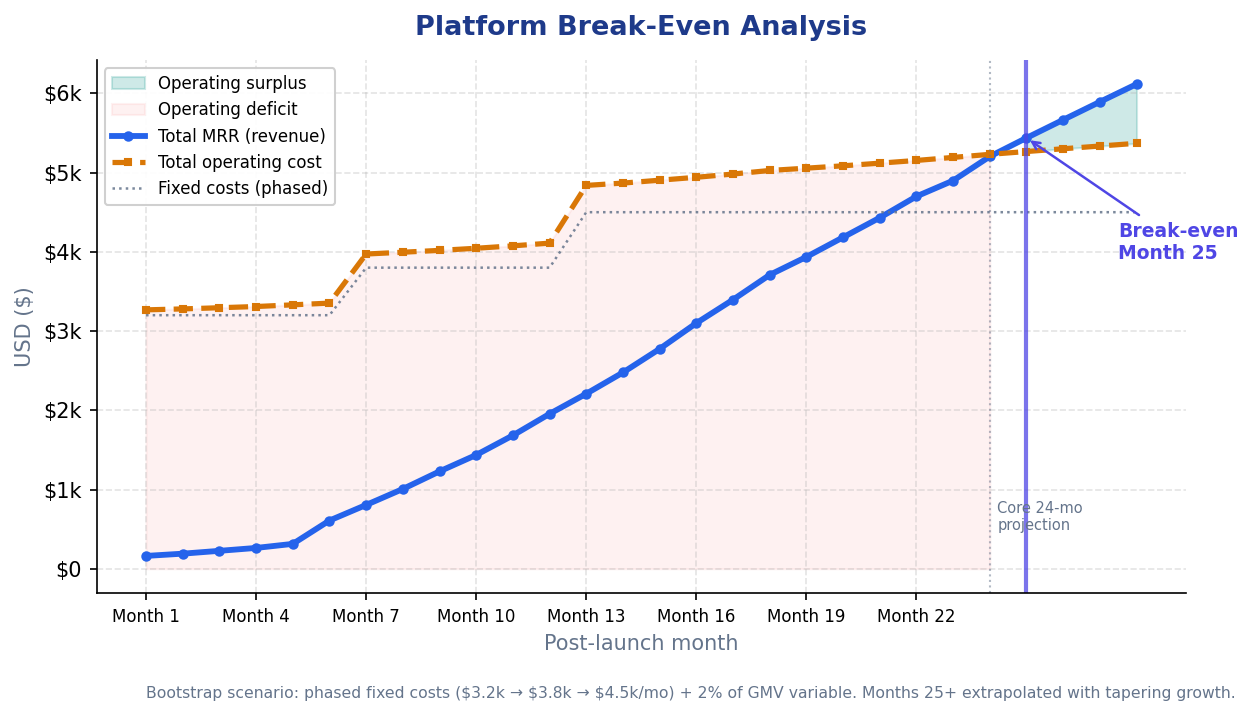 Platform Break-Even Analysis
Operating surplus
Operating deficit
Total MRR (revenue)
Total operating cost
Fixed costs (phased)
$6k
$5k
$4k
$3k
$2k
$1k
$0
USD ($)
Break-even
Month 25
Core 24-mo
projection
Month 1
Month 4
Month 7
Month 10
Month 13
Month 16
Month 19
Month 22
Post-launch month
Bootstrap scenario: phased fixed costs ($3.2k → $3.8k → $4.5k/mo) + 2% of GMV variable. Months 25+ extrapolated with tapering growth.